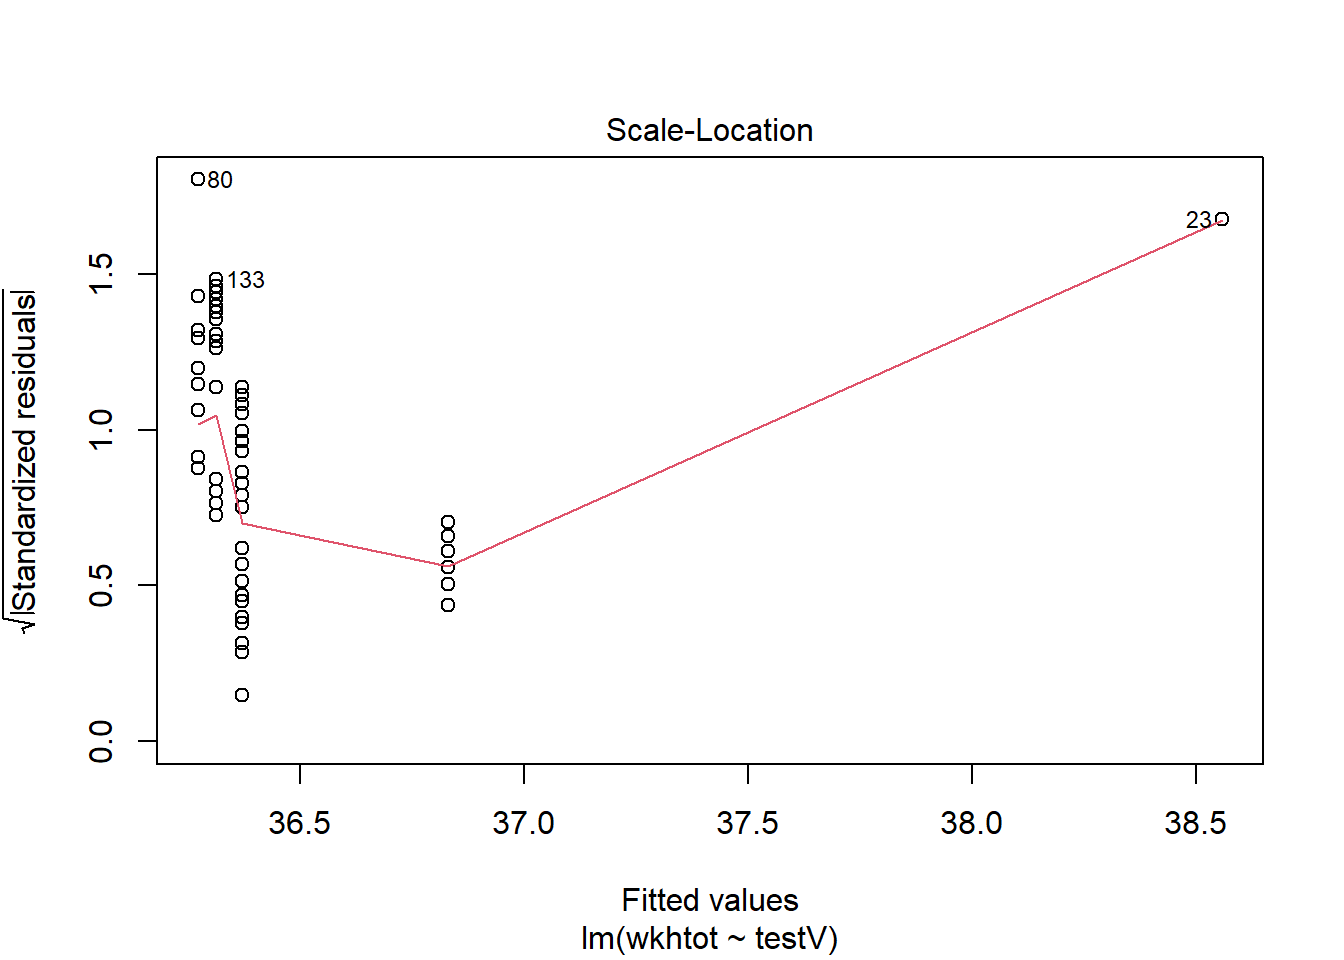 Scale-Location
80
133
23
√|Standardized residuals|
0.0
0.5
1.0
1.5
36.5 37.0 37.5 38.0 38.5
Fitted values
lm(wkhtot ~ testV)